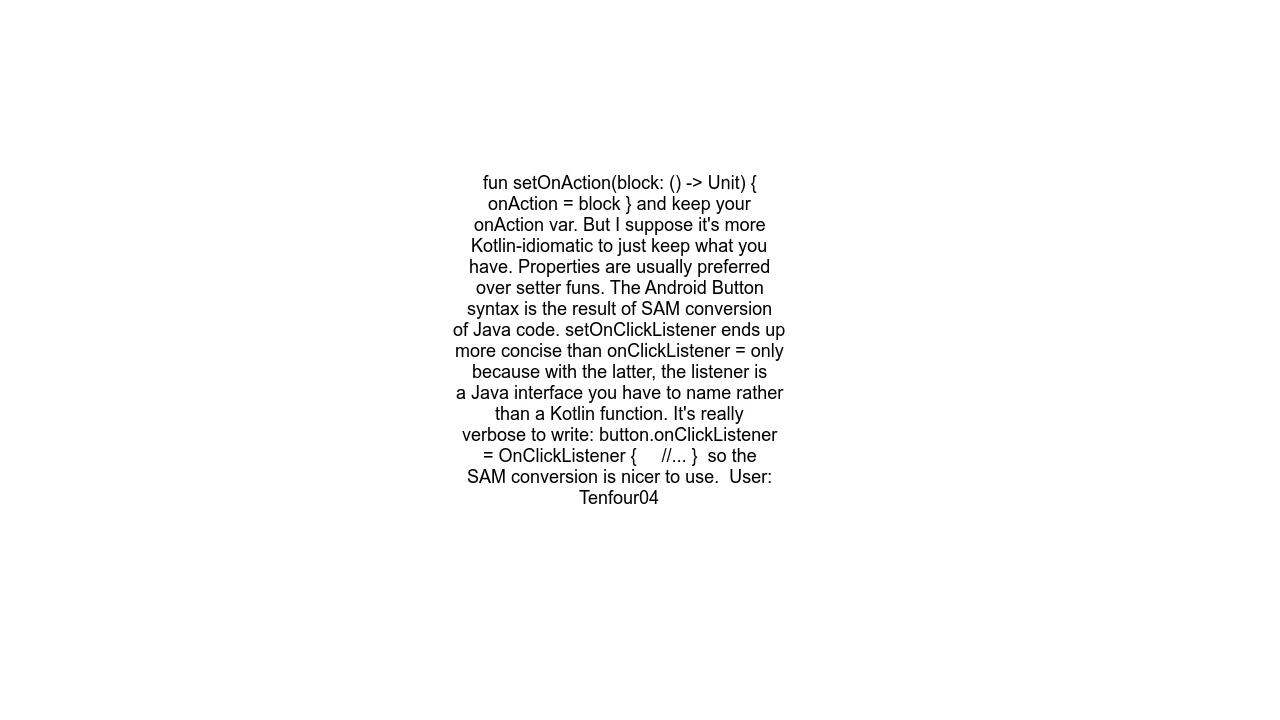 fun setOnAction(block: () -> Unit) {
onAction = block } and keep your
onAction var. But I suppose it's more
Kotlin-idiomatic to just keep what you
have. Properties are usually preferred
over setter funs. The Android Button
syntax is the result of SAM conversion
of Java code. setOnClickListener ends up
more concise than onClickListener = only
because with the latter, the listener is
a Java interface you have to name rather
than a Kotlin function. It's really
verbose to write: button.onClickListener
= OnClickListener {     //... }  so the
SAM conversion is nicer to use.  User:
Tenfour04